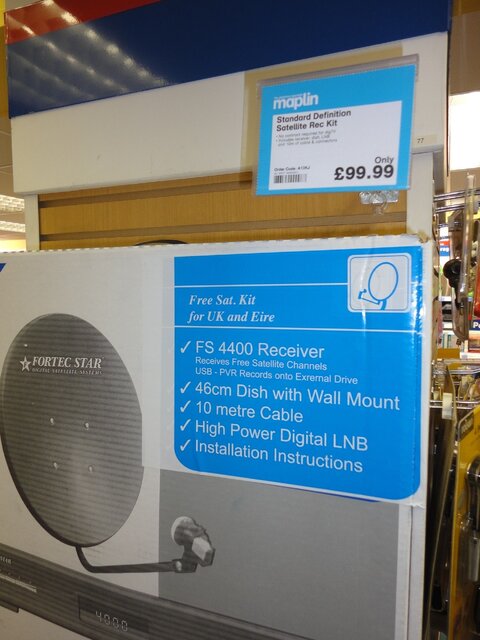 maplin
Standard Definition
Satellite Rec Kit
Only
£99.99
77
Free Sat. Kit
for UK and Eire
✓ FS 4400 Receiver
Receives Free Satellite Channels
USB - PVR Records onto Exrernal Drive
✓ 46cm Dish with Wall Mount
✓ 10 metre Cable
✓ High Power Digital LNB
✓ Installation Instructions
FORTEC STAR
DIGITAL SATELLITE SYSTEMS